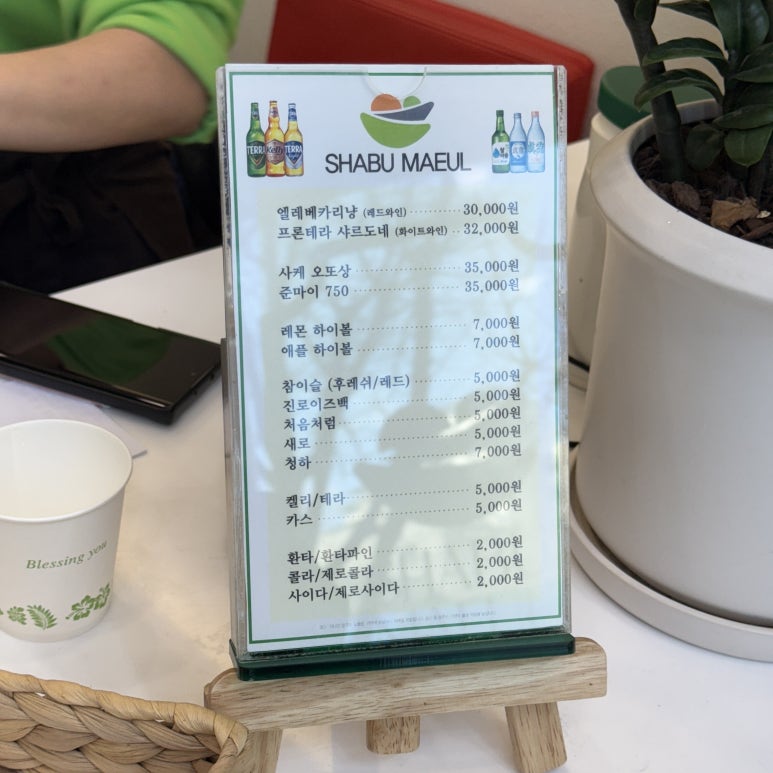 SHABU MAEUL
TERRA
TERRA
엘레베카리냥 (레드와인) 30,000원
프론테라 샤르도네 (화이트와인) 32,000원
사케 오또상 35,000원
준마이 750 35,000원
레몬 하이볼 7,000원
애플 하이볼 7,000원
참이슬 (후레쉬/레드) 5,000원
진로이즈백 5,000원
처음처럼 5,000원
새로 5,000원
청하 7,000원
켈리/테라 5,000원
카스 5,000원
환타/환타파인 2,000원
콜라/제로콜라 2,000원
사이다/제로사이다 2,000원
Blessing you